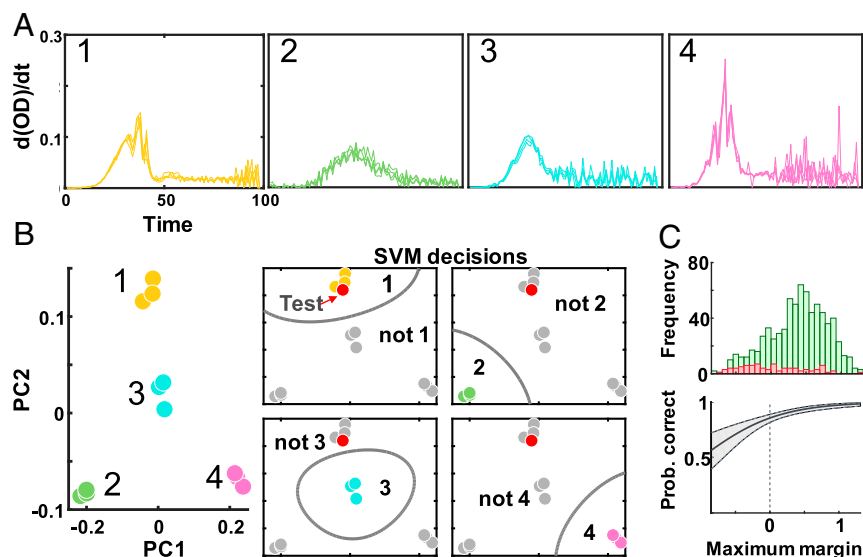 A
d(OD)/dt
0.3
0.1
0
1
2
3
4
0
50
100
0
Time
B
PC2
0.1
0
-0.1
1
3
2
4
-0.2
0
0.2
PC1
SVM decisions
1
Test
not 1
not 2
2
not 3
3
not 4
4
C
Frequency
80
40
0
Prob. correct
1
0.5
0
1
Maximum margin